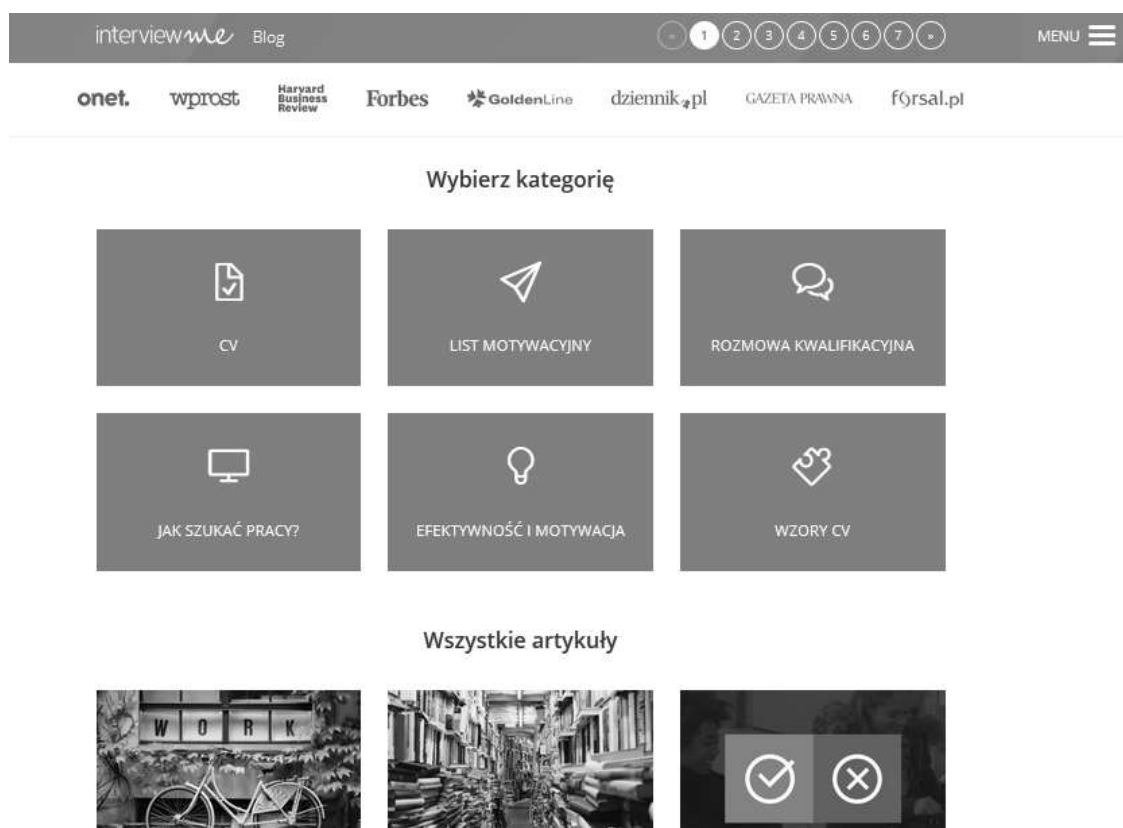 interviewme Blog « 1 2 3 4 5 6 7 » MENU
onet. wprost Harvard Business Review Forbes GoldenLine dziennik.pl GAZETA PRAWNA forsal.pl
Wybierz kategorię
CV LIST MOTYWACYJNY ROZMOWA KWALIFIKACYJNA
JAK SZUKAĆ PRACY? EFEKTYWNOŚĆ I MOTYWACJA WZORY CV
Wszystkie artykuły
WORK